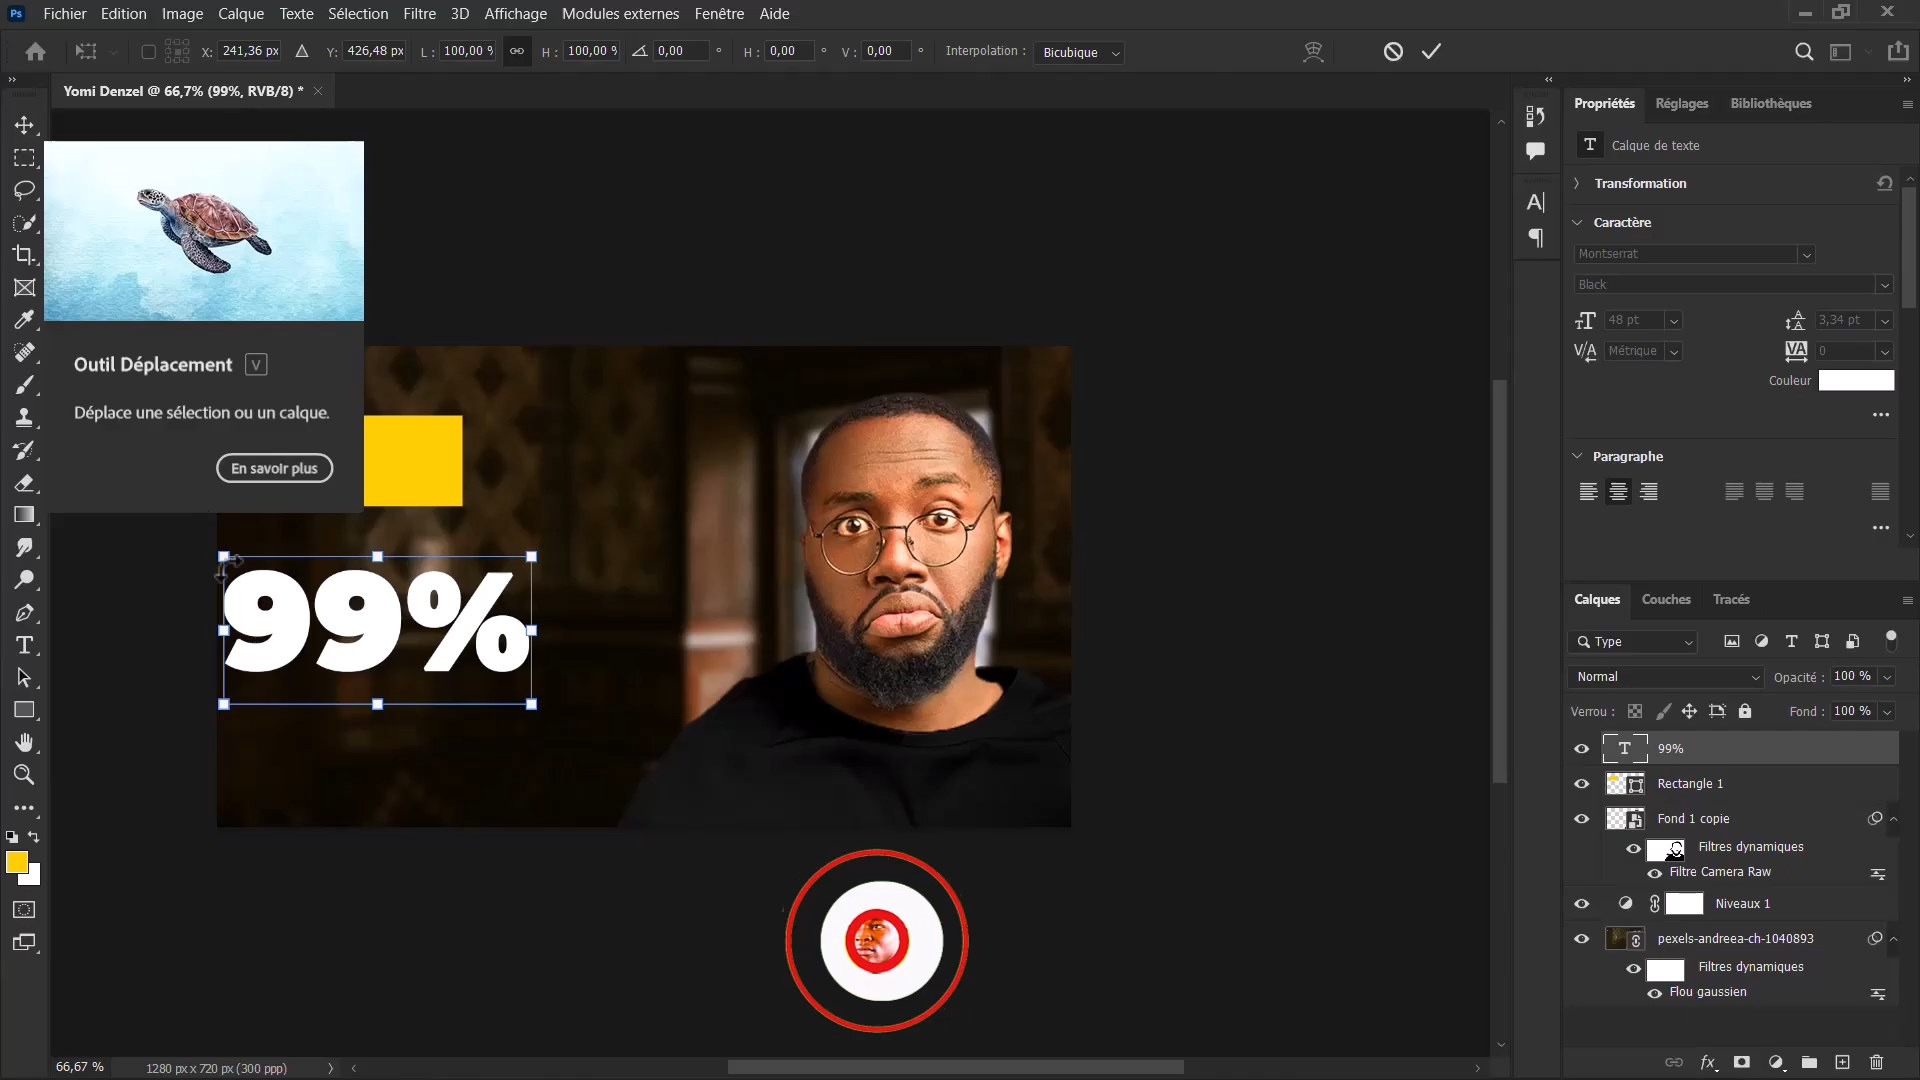 Ps Fichier Edition Image Calque Texte Sélection Filtre 3D Affichage Modules externes Fenêtre Aide
X: 241,36 px Y: 426,48 px L : 100,00 % H : 100,00 % 0,00 ° H : 0,00 ° V : 0,00 ° Interpolation : Bicubique
Yomi Denzel @ 66,7% (99%, RVB/8) *
Outil Déplacement V
Déplace une sélection ou un calque.
En savoir plus
99%
66,67 % 1280 px x 720 px (300 ppp)
Propriétés Réglages Bibliothèques
T Calque de texte
Transformation
Caractère
Montserrat
Black
48 pt 3,34 pt
Métrique 0
Couleur
Paragraphe
Calques Couches Tracés
Type
Normal Opacité : 100 %
Verrou : Fond : 100 %
T 99%
Rectangle 1
Fond 1 copie
Filtres dynamiques
Filtre Camera Raw
Niveaux 1
pexels-andreea-ch-1040893
Filtres dynamiques
Flou gaussien
fx